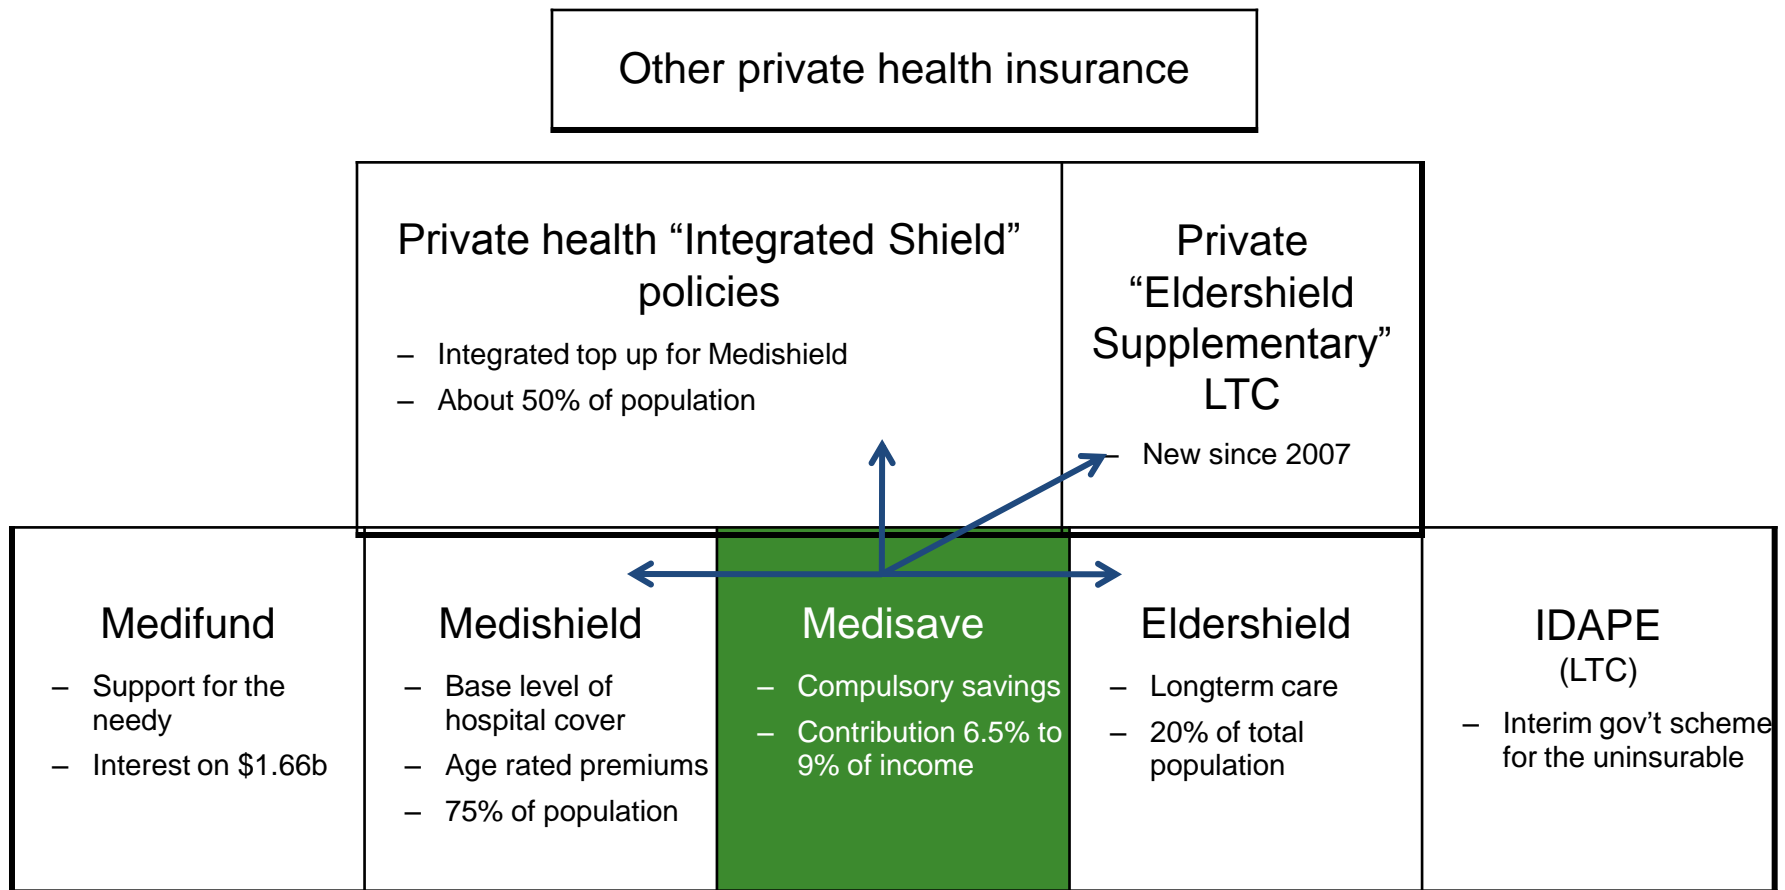 Other private health insurance
Private health “Integrated Shield”
policies
– Integrated top up for Medishield
– About 50% of population
Private
“Eldershield
Supplementary”
LTC
– New since 2007
Medifund
– Support for the
needy
– Interest on $1.66b
Medishield
– Base level of
hospital cover
– Age rated premiums
– 75% of population
Medisave
– Compulsory savings
– Contribution 6.5% to
9% of income
Eldershield
– Longterm care
– 20% of total
population
IDAPE
(LTC)
– Interim gov’t scheme
for the uninsurable